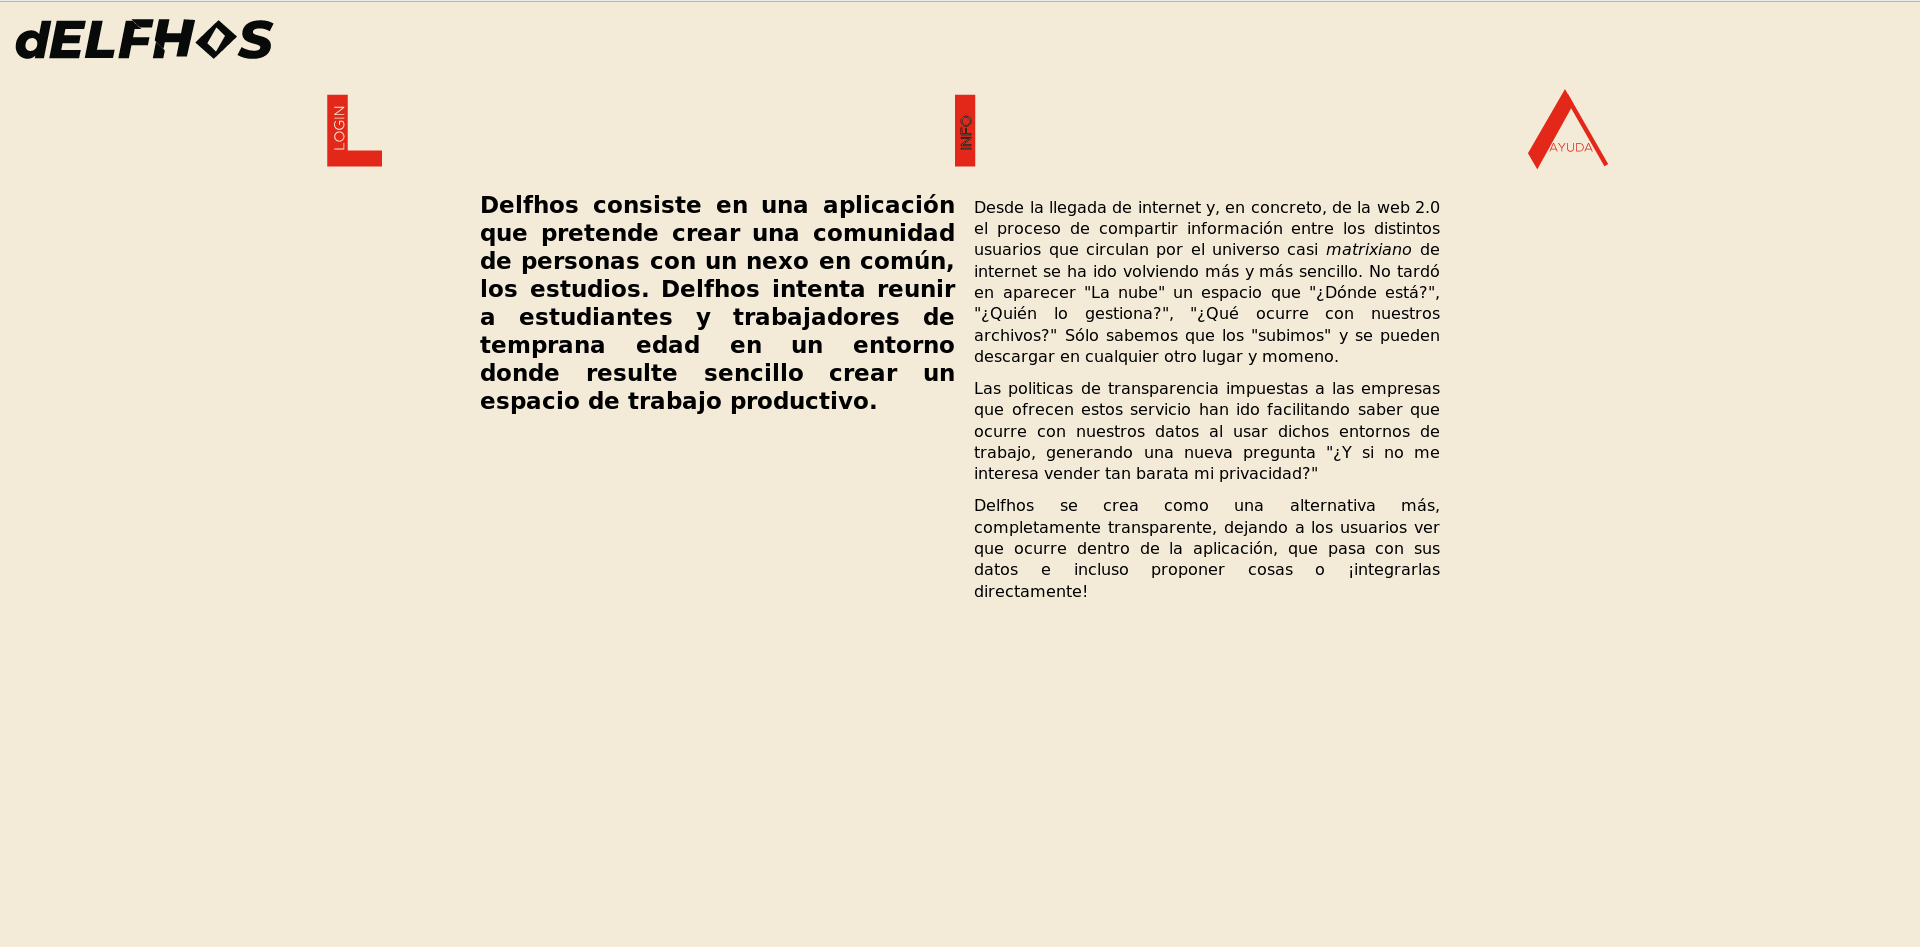 dELFHOS
LOGIN
INFO
AYUDA
Delfhos consiste en una aplicación
que pretende crear una comunidad
de personas con un nexo en común,
los estudios. Delfhos intenta reunir
a estudiantes y trabajadores de
temprana edad en un entorno
donde resulte sencillo crear un
espacio de trabajo productivo.
Desde la llegada de internet y, en concreto, de la web 2.0
el proceso de compartir información entre los distintos
usuarios que circulan por el universo casi matrixiano de
internet se ha ido volviendo más y más sencillo. No tardó
en aparecer "La nube" un espacio que "¿Dónde está?",
"¿Quién lo gestiona?", "¿Qué ocurre con nuestros
archivos?" Sólo sabemos que los "subimos" y se pueden
descargar en cualquier otro lugar y momeno.
Las politicas de transparencia impuestas a las empresas
que ofrecen estos servicio han ido facilitando saber que
ocurre con nuestros datos al usar dichos entornos de
trabajo, generando una nueva pregunta "¿Y si no me
interesa vender tan barata mi privacidad?"
Delfhos se crea como una alternativa más,
completamente transparente, dejando a los usuarios ver
que ocurre dentro de la aplicación, que pasa con sus
datos e incluso proponer cosas o ¡integrarlas
directamente!